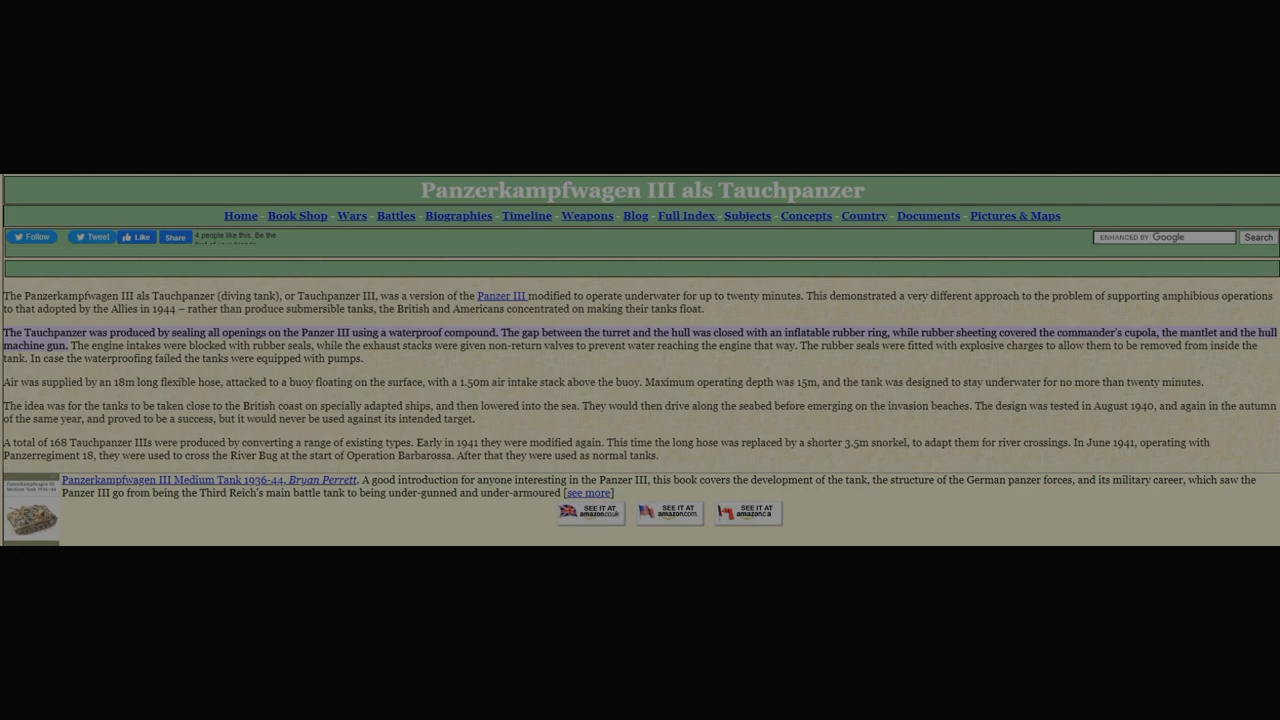 Panzerkampfwagen III als Tauchpanzer
Home - Book Shop - Wars - Battles - Biographies - Timeline - Weapons - Blog - Full Index - Subjects - Concepts - Country - Documents - Pictures & Maps
Follow Tweet Like Share 4 people like this. Be the ENHANCED BY Google Search
The Panzerkampfwagen III als Tauchpanzer (diving tank), or Tauchpanzer III, was a version of the Panzer III modified to operate underwater for up to twenty minutes. This demonstrated a very different approach to the problem of supporting amphibious operations
to that adopted by the Allies in 1944 – rather than produce submersible tanks, the British and Americans concentrated on making their tanks float.
The Tauchpanzer was produced by sealing all openings on the Panzer III using a waterproof compound. The gap between the turret and the hull was closed with an inflatable rubber ring, while rubber sheeting covered the commander's cupola, the mantlet and the hull
machine gun. The engine intakes were blocked with rubber seals, while the exhaust stacks were given non-return valves to prevent water reaching the engine that way. The rubber seals were fitted with explosive charges to allow them to be removed from inside the
tank. In case the waterproofing failed the tanks were equipped with pumps.
Air was supplied by an 18m long flexible hose, attacked to a buoy floating on the surface, with a 1.50m air intake stack above the buoy. Maximum operating depth was 15m, and the tank was designed to stay underwater for no more than twenty minutes.
The idea was for the tanks to be taken close to the British coast on specially adapted ships, and then lowered into the sea. They would then drive along the seabed before emerging on the invasion beaches. The design was tested in August 1940, and again in the autumn
of the same year, and proved to be a success, but it would never be used against its intended target.
A total of 168 Tauchpanzer IIIs were produced by converting a range of existing types. Early in 1941 they were modified again. This time the long hose was replaced by a shorter 3.5m snorkel, to adapt them for river crossings. In June 1941, operating with
Panzerregiment 18, they were used to cross the River Bug at the start of Operation Barbarossa. After that they were used as normal tanks.
Panzerkampfwagen III Medium Tank 1936-44, Bryan Perrett. A good introduction for anyone interesting in the Panzer III, this book covers the development of the tank, the structure of the German panzer forces, and its military career, which saw the
Panzer III go from being the Third Reich's main battle tank to being under-gunned and under-armoured [see more]
Panzerkampfwagen III
Medium Tank 1936-44
SEE IT AT amazon.co.uk SEE IT AT amazon.com SEE IT AT amazon.ca